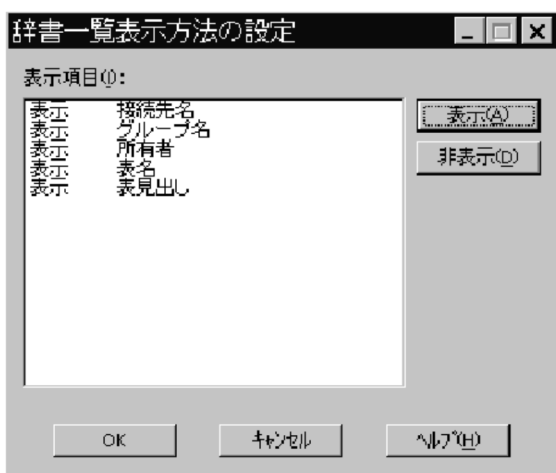 辞書一覧表示方法の設定
表示項目(I):
表示 接続先名
表示 グループ名
表示 所有者
表示 表名
表示 表見出し
表示(A)
非表示(D)
OK
ｷｬﾝｾﾙ
ﾍﾙﾌﾟ(H)